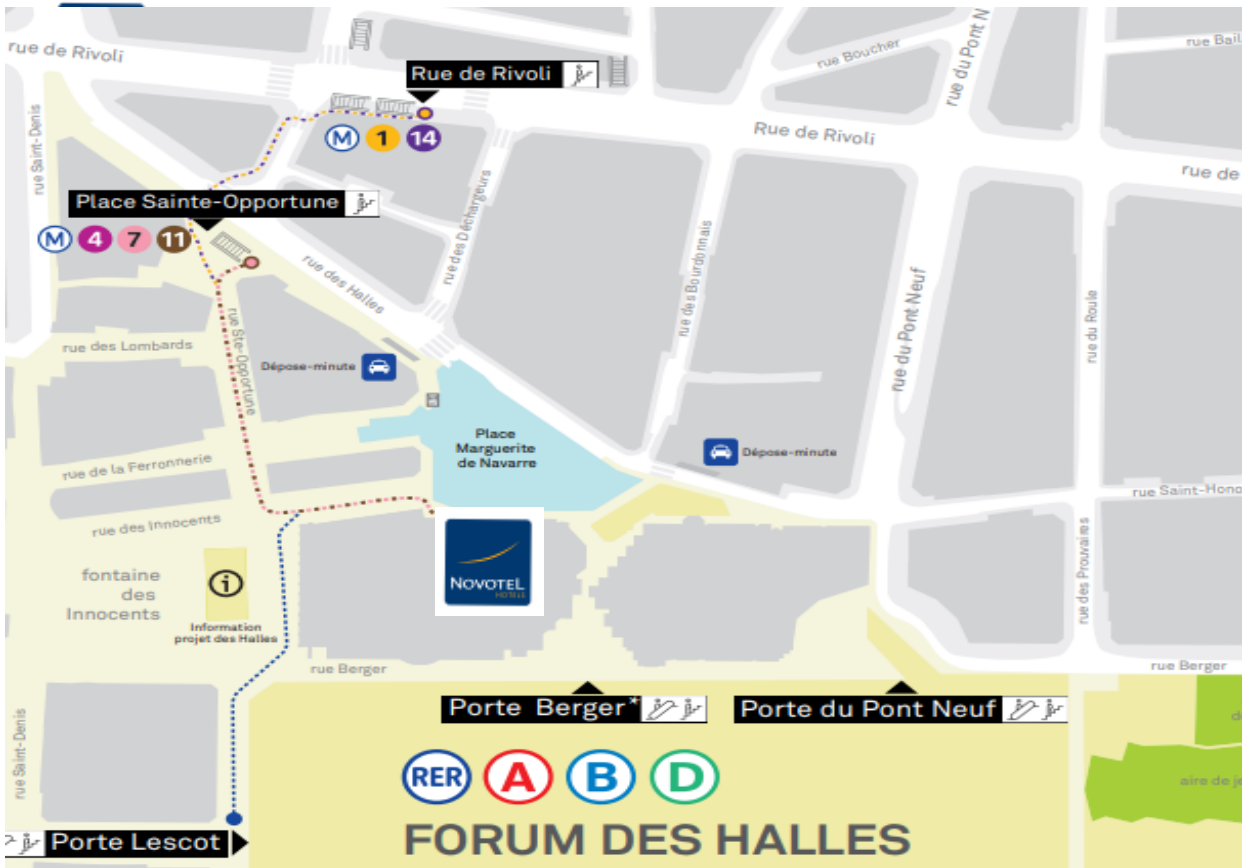 rue de Rivoli
rue Boucher
rue du Pont N
rue Bail
Rue de Rivoli
M 1 14
Rue de Rivoli
rue de
rue Saint-Denis
Place Sainte-Opportune
M 4 7 11
rue des Halles
rue des Déchargeurs
rue des Bourdonnais
rue du Pont Neuf
rue du Roule
rue des Lombards
rue Ste-Opportune
Dépose-minute
Place
Marguerite
de Navarre
Dépose-minute
rue de la Ferronnerie
rue Saint-Hono
rue des Innocents
fontaine
des
Innocents
i
Information
projet des Halles
NOVOTEL
HOTELS
rue des Prouvaires
rue Berger
rue Berger
Porte Berger*
Porte du Pont Neuf
rue Saint-Denis
RER A B D
d
aire de je
FORUM DES HALLES
Porte Lescot